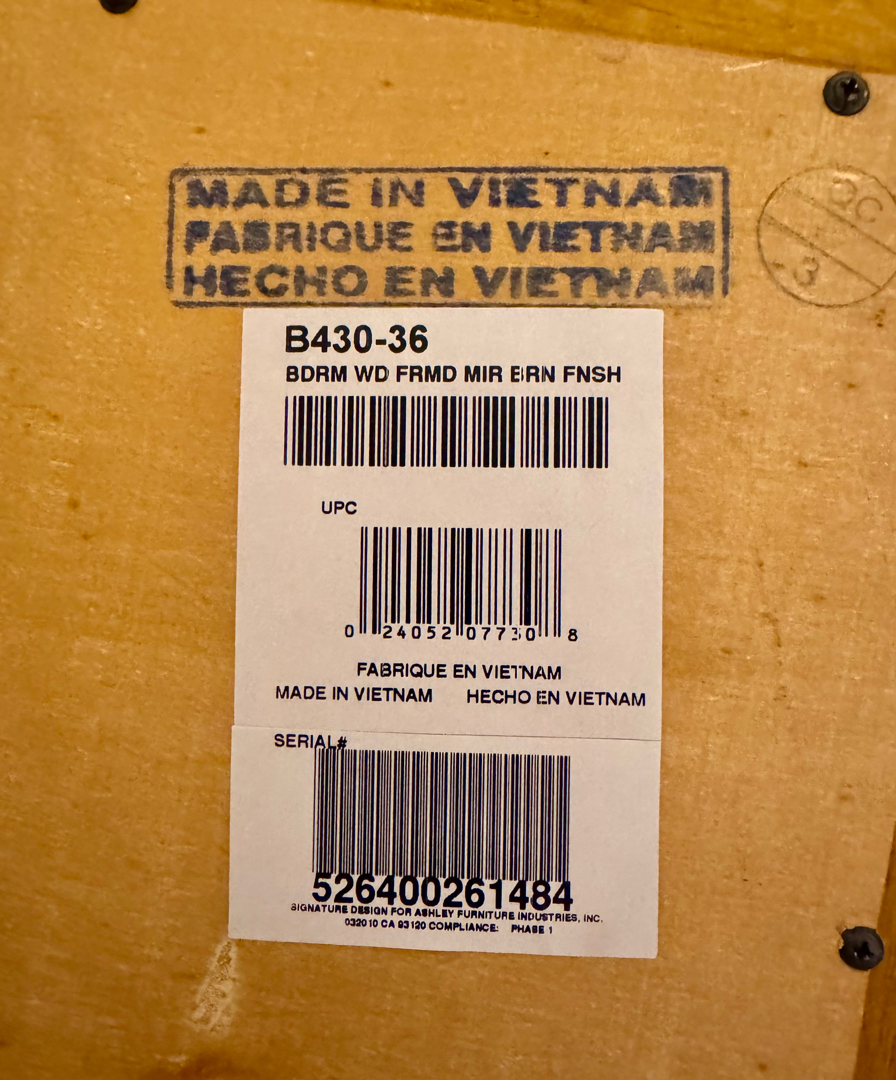 MADE IN VIETNAM
FABRIQUE EN VIETNAM
HECHO EN VIETNAM
QC
3
B430-36
BDRM WD FRMD MIR BRN FNSH
UPC
0 24052 07730 8
FABRIQUE EN VIETNAM
MADE IN VIETNAM HECHO EN VIETNAM
SERIAL#
526400261484
SIGNATURE DESIGN FOR ASHLEY FURNITURE INDUSTRIES, INC.
032010 CA 93120 COMPLIANCE: PHASE 1